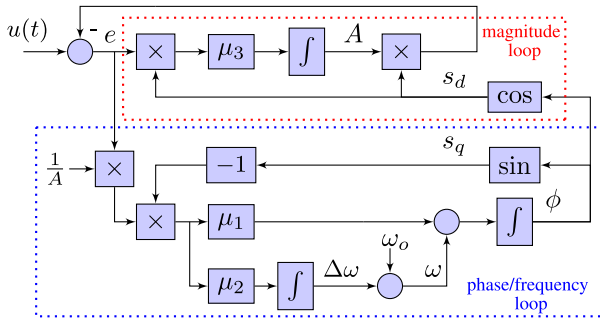 u(t)
-
e
×
μ₃
∫
A
×
magnitude
loop
s_d
cos
1/A
×
-1
s_q
sin
×
μ₁
∫
ϕ
ω_o
μ₂
∫
Δω
ω
phase/frequency
loop